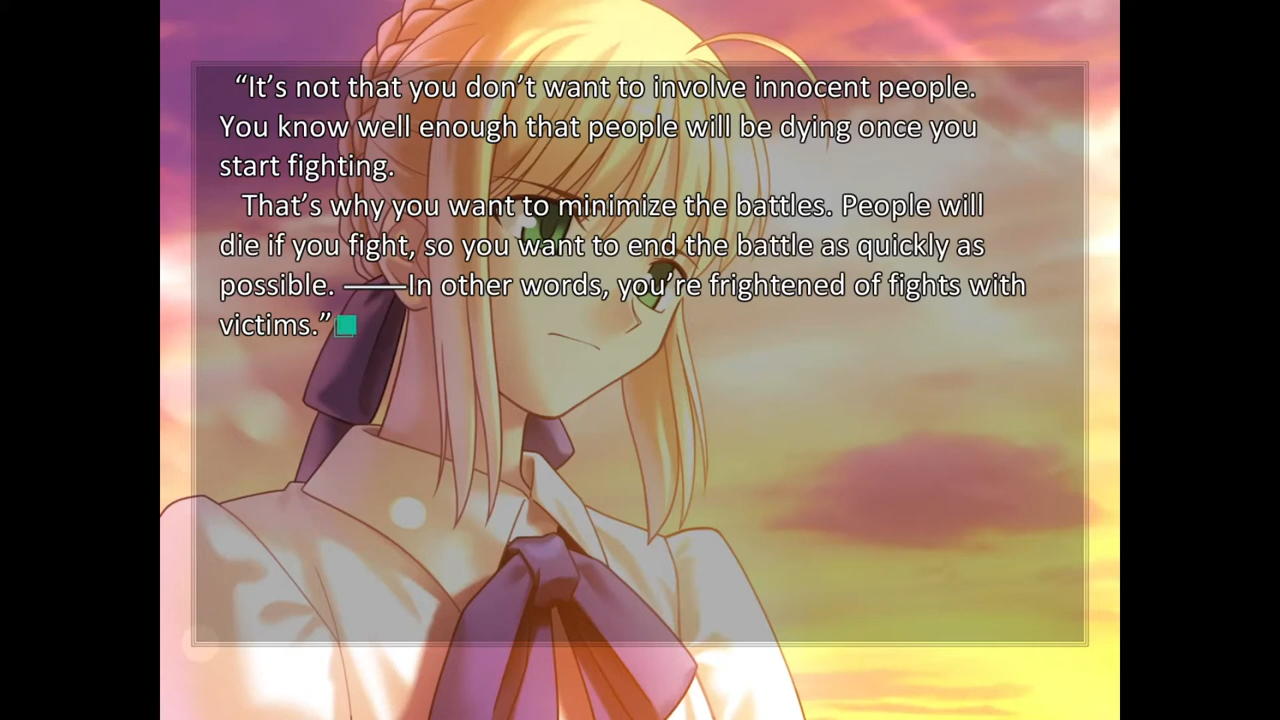 “It’s not that you don’t want to involve innocent people.
You know well enough that people will be dying once you
start fighting.
That’s why you want to minimize the battles. People will
die if you fight, so you want to end the battle as quickly as
possible. ――In other words, you’re frightened of fights with
victims.”